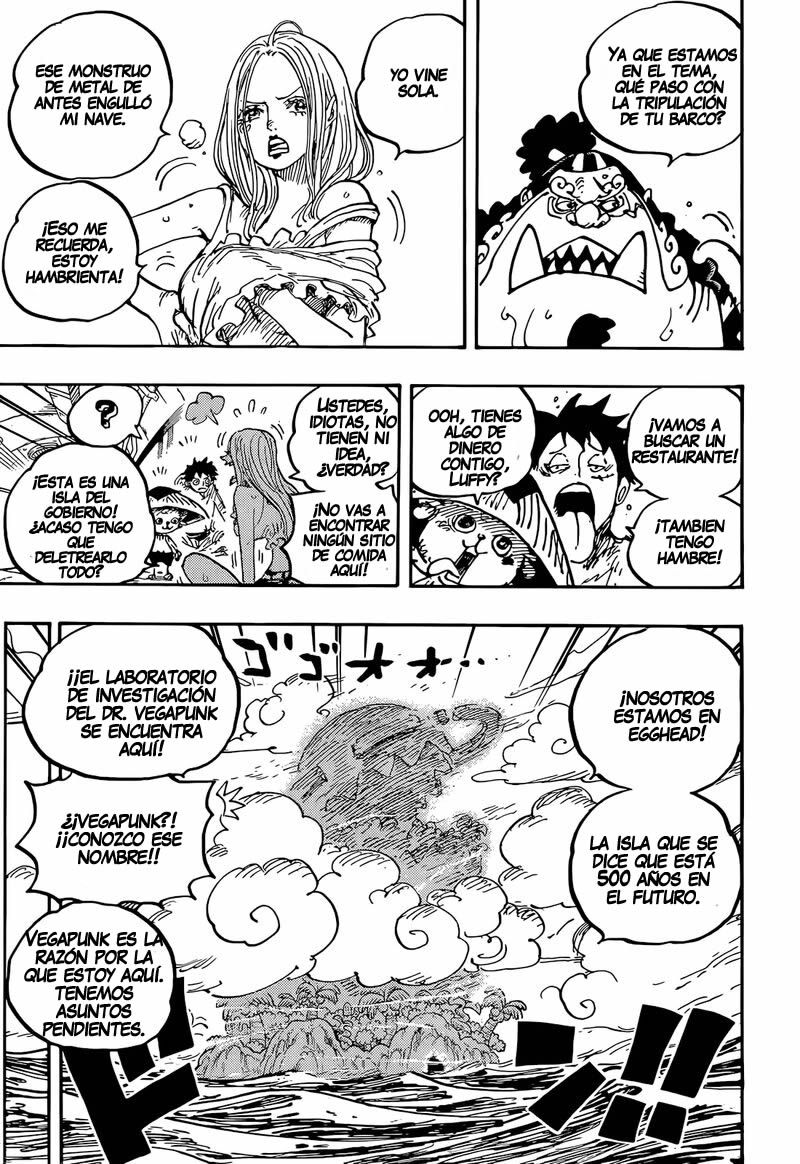 YA QUE ESTAMOS
EN EL TEMA,
QUÉ PASO CON
LA TRIPULACIÓN
DE TU BARCO?
YO VINE
SOLA.
ESE MONSTRUO
DE METAL DE
ANTES ENGULLÓ
MI NAVE.
¡ESO ME
RECUERDA,
ESTOY
HAMBRIENTA!
¡VAMOS A
BUSCAR UN
RESTAURANTE!
¡TAMBIEN
TENGO
HAMBRE!
OOH, TIENES
ALGO DE
DINERO
CONTIGO,
LUFFY?
USTEDES,
IDIOTAS, NO
TIENEN NI
IDEA,
¿VERDAD?
¡NO VAS A
ENCONTRAR
NINGÚN SITIO
DE COMIDA
AQUÍ!
?
¡ESTA ES UNA
ISLA DEL
GOBIERNO!
¿ACASO TENGO
QUE
DELETREARLO
TODO?
¡NOSOTROS
ESTAMOS EN
EGGHEAD!
LA ISLA QUE SE
DICE QUE ESTÁ
500 AÑOS EN
EL FUTURO.
ゴゴオオ…
¡¡EL LABORATORIO
DE INVESTIGACIÓN
DEL DR. VEGAPUNK
SE ENCUENTRA
AQUÍ!
¿¡VEGAPUNK?!
¡¡CONOZCO ESE
NOMBRE!!
VEGAPUNK ES LA
RAZÓN POR LA
QUE ESTOY AQUÍ.
TENEMOS
ASUNTOS
PENDIENTES.
ドン!!